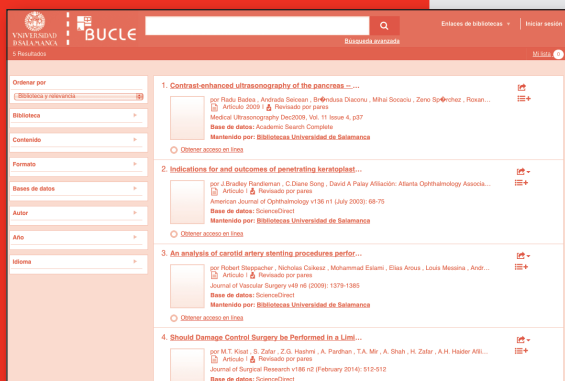 VNiVERSiDAD
D SALAMANCA
BUCLE
Búsqueda avanzada
Enlaces de bibliotecas
Iniciar sesión
5 Resultados
Mi lista 0
Ordenar por
Biblioteca y relevancia
Biblioteca
Contenido
Formato
Bases de datos
Autor
Año
Idioma
1. Contrast-enhanced ultrasonography of the pancreas – ...
por Radu Badea , Andrada Seicean , Br�ndusa Diaconu , Mihai Socaciu , Zeno Sp�rchez , Roxan...
Artículo 2009 | Revisado por pares
Medical Ultrasonography Dec2009, Vol. 11 Issue 4, p37
Base de datos: Academic Search Complete
Mantenido por: Bibliotecas Universidad de Salamanca
Obtener acceso en línea
2. Indications for and outcomes of penetrating keratoplast...
por J.Bradley Randleman , C.Diane Song , David A Palay Afiliación: Atlanta Ophthalmology Associa...
Artículo | Revisado por pares
American Journal of Ophthalmology v136 n1 (July 2003): 68-75
Base de datos: ScienceDirect
Mantenido por: Bibliotecas Universidad de Salamanca
Obtener acceso en línea
3. An analysis of carotid artery stenting procedures perfor...
por Robert Steppacher , Nicholas Csikesz , Mohammad Eslami , Elias Arous , Louis Messina , Andr...
Artículo | Revisado por pares
Journal of Vascular Surgery v49 n6 (2009): 1379-1385
Base de datos: ScienceDirect
Mantenido por: Bibliotecas Universidad de Salamanca
Obtener acceso en línea
4. Should Damage Control Surgery be Performed in a Limi...
por M.T. Kisat , S. Zafar , Z.G. Hashmi , A. Pardhan , T.A. Mir , A. Shah , H. Zafar , A.H. Haider Afili...
Artículo | Revisado por pares
Journal of Surgical Research v186 n2 (February 2014): 512-512
Base de datos: ScienceDirect